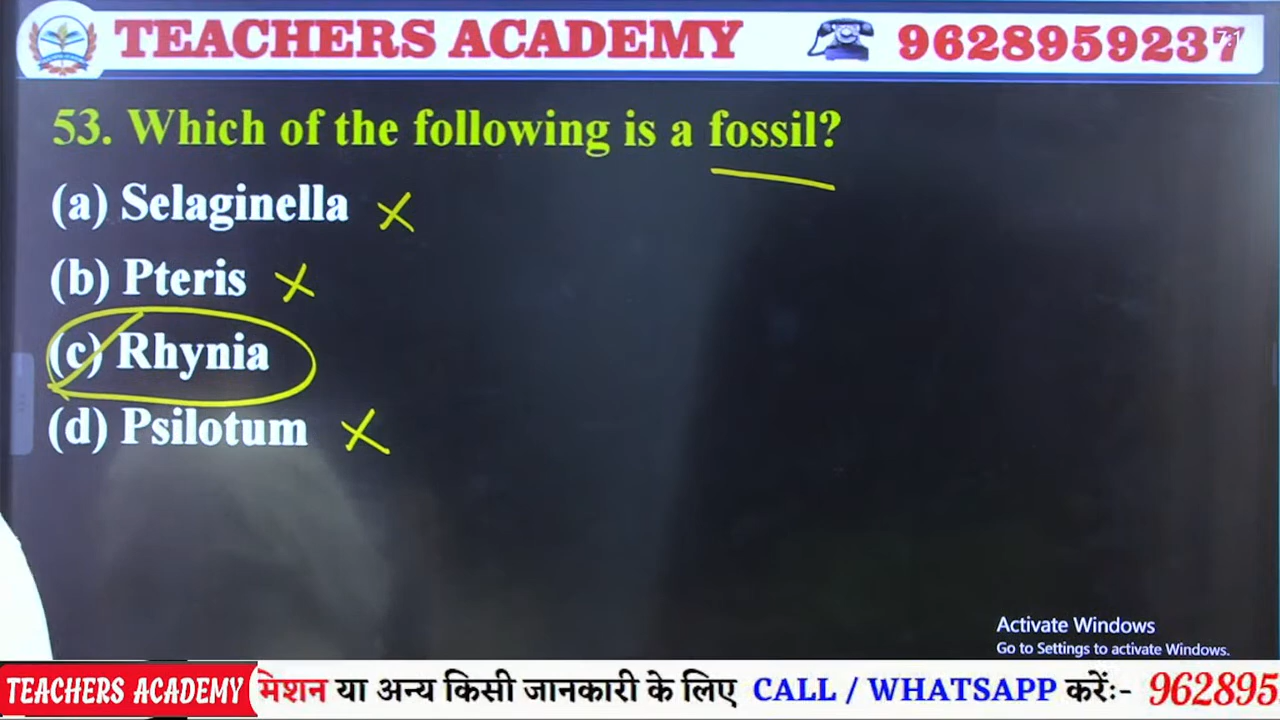 TEACHERS ACADEMY 9628959237
53. Which of the following is a fossil?
(a) Selaginella
(b) Pteris
(c) Rhynia
(d) Psilotum
Activate Windows
Go to Settings to activate Windows.
TEACHERS ACADEMY मेशन या अन्य किसी जानकारी के लिए CALL / WHATSAPP करेंः- 962895